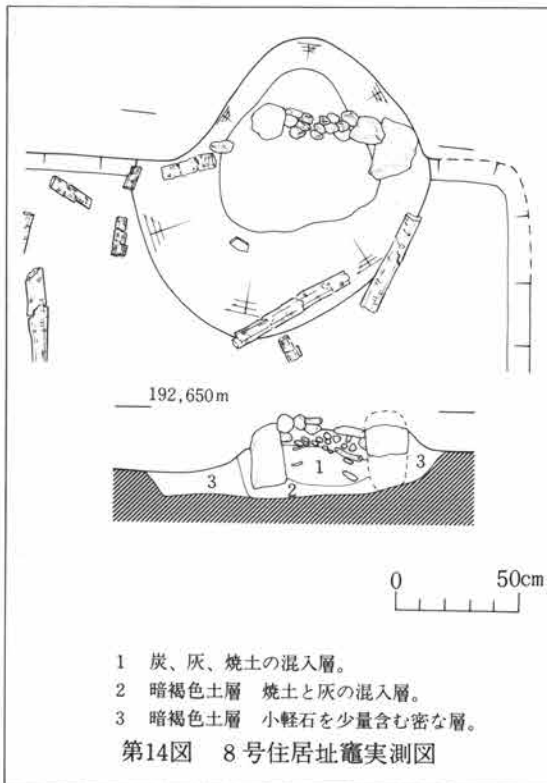 192,650m
1
3
3
2
0 50cm
1 炭、灰、焼土の混入層。
2 暗褐色土層 焼土と灰の混入層。
3 暗褐色土層 小軽石を少量含む密な層。
第14図 8号住居址竈実測図